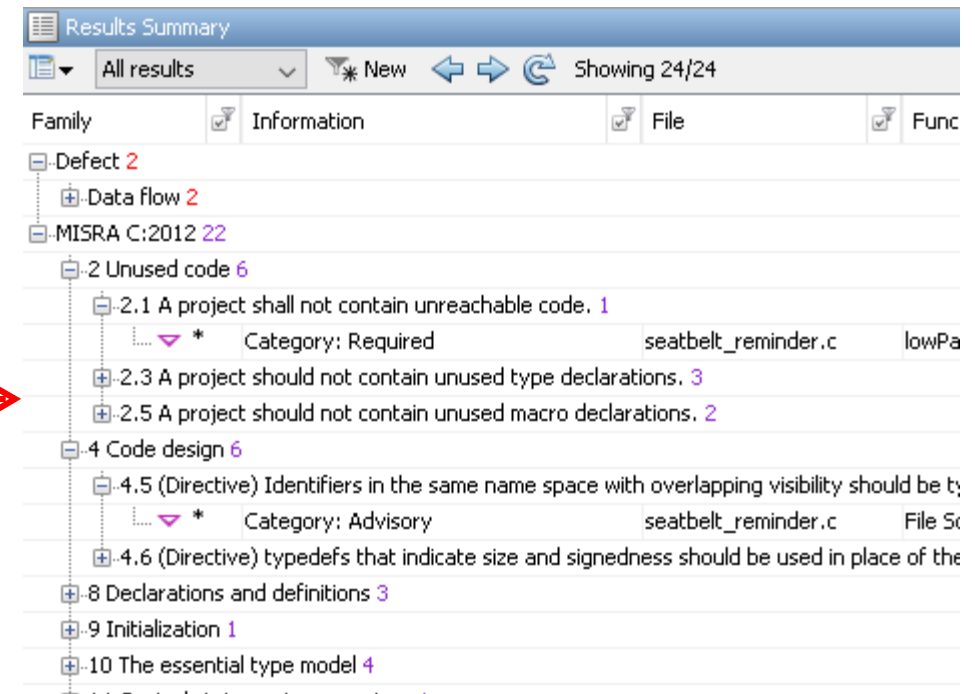 Results Summary
All results New Showing 24/24
Family Information File Func
Defect 2
Data flow 2
MISRA C:2012 22
2 Unused code 6
2.1 A project shall not contain unreachable code. 1
* Category: Required seatbelt_reminder.c lowPa
2.3 A project should not contain unused type declarations. 3
2.5 A project should not contain unused macro declarations. 2
4 Code design 6
4.5 (Directive) Identifiers in the same name space with overlapping visibility should be ty
* Category: Advisory seatbelt_reminder.c File Sc
4.6 (Directive) typedefs that indicate size and signedness should be used in place of the
8 Declarations and definitions 3
9 Initialization 1
10 The essential type model 4